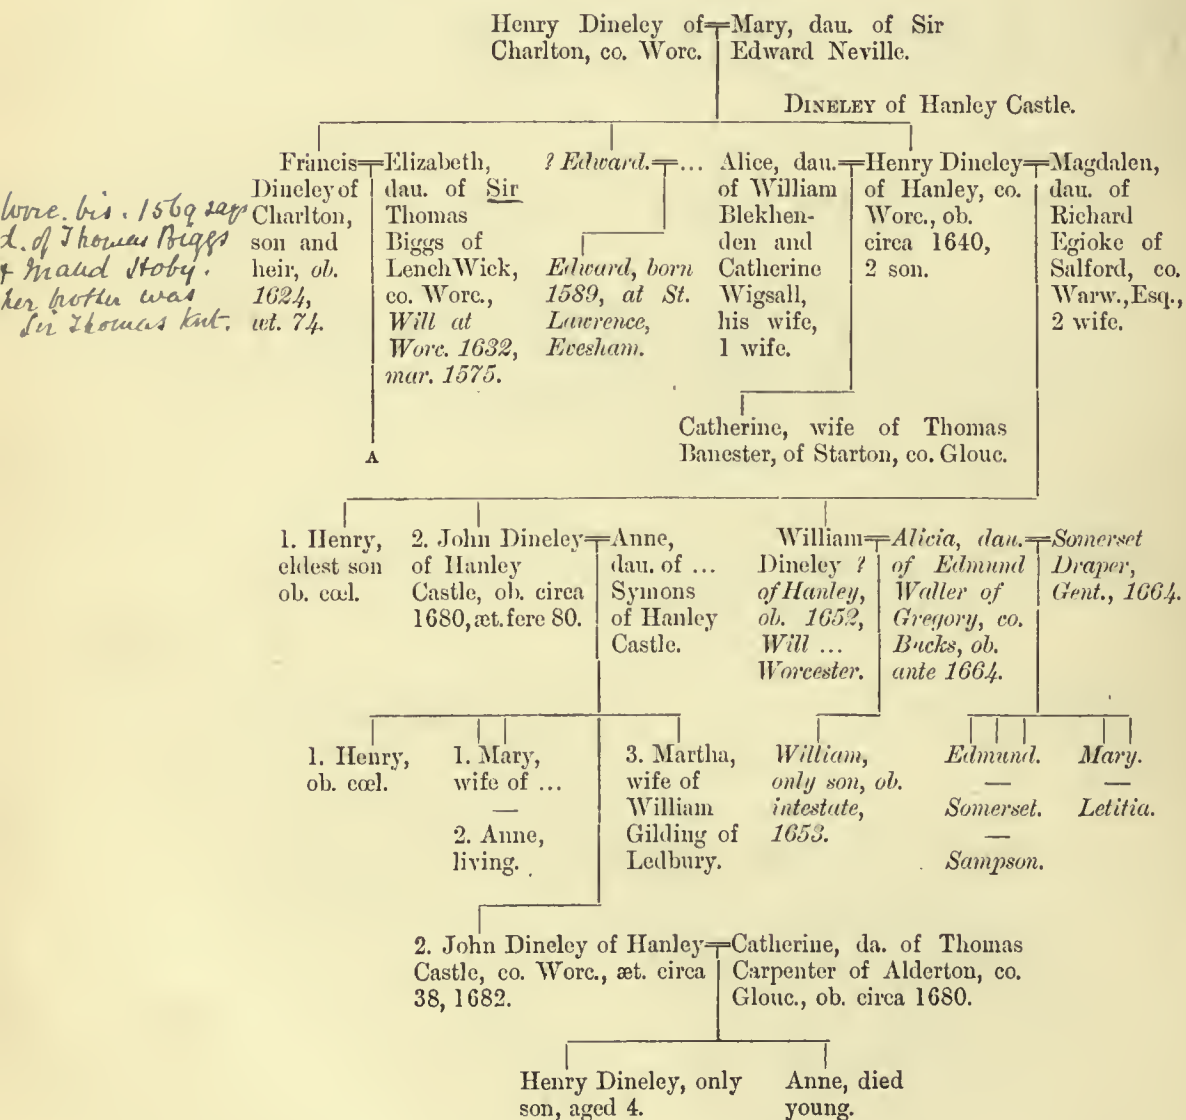 Henry Dineley of
Charlton, co. Worc.
Mary, dau. of Sir
Edward Neville.
DINELEY of Hanley Castle.
Worc. bis. 1569 says
d. of Thomas Biggs
& Maud Hoby.
her brother was
Sir Thomas Knt.
Francis
Dineley of
Charlton,
son and
heir, ob.
1624,
æt. 74.
Elizabeth,
dau. of Sir
Thomas
Biggs of
Lench Wick,
co. Worc.,
Will at
Worc. 1632,
mar. 1575.
A
? Edward.
...
Edward, born
1589, at St.
Lawrence,
Evesham.
Alice, dau.
of William
Blekhen-
den and
Catherine
Wigsall,
his wife,
1 wife.
Henry Dineley
of Hanley, co.
Worc., ob.
circa 1640,
2 son.
Magdalen,
dau. of
Richard
Egioke of
Salford, co.
Warw., Esq.,
2 wife.
Catherine, wife of Thomas
Banester, of Starton, co. Glouc.
1. Henry,
eldest son
ob. cœl.
2. John Dineley
of Hanley
Castle, ob. circa
1680, æt. fere 80.
Anne,
dau. of ...
Symons
of Hanley
Castle.
William
Dineley ?
of Hanley,
ob. 1652,
Will ...
Worcester.
Alicia, dau.
of Edmund
Waller of
Gregory, co.
Bucks, ob.
ante 1664.
Somerset
Draper,
Gent., 1664.
1. Henry,
ob. cœl.
1. Mary,
wife of ...
—
2. Anne,
living.
3. Martha,
wife of
William
Gilding of
Ledbury.
William,
only son, ob.
intestate,
1653.
Edmund.
—
Somerset.
—
Sampson.
Mary.
—
Letitia.
2. John Dineley of Hanley
Castle, co. Worc., æt. circa
38, 1682.
Catherine, da. of Thomas
Carpenter of Alderton, co.
Glouc., ob. circa 1680.
Henry Dineley, only
son, aged 4.
Anne, died
young.